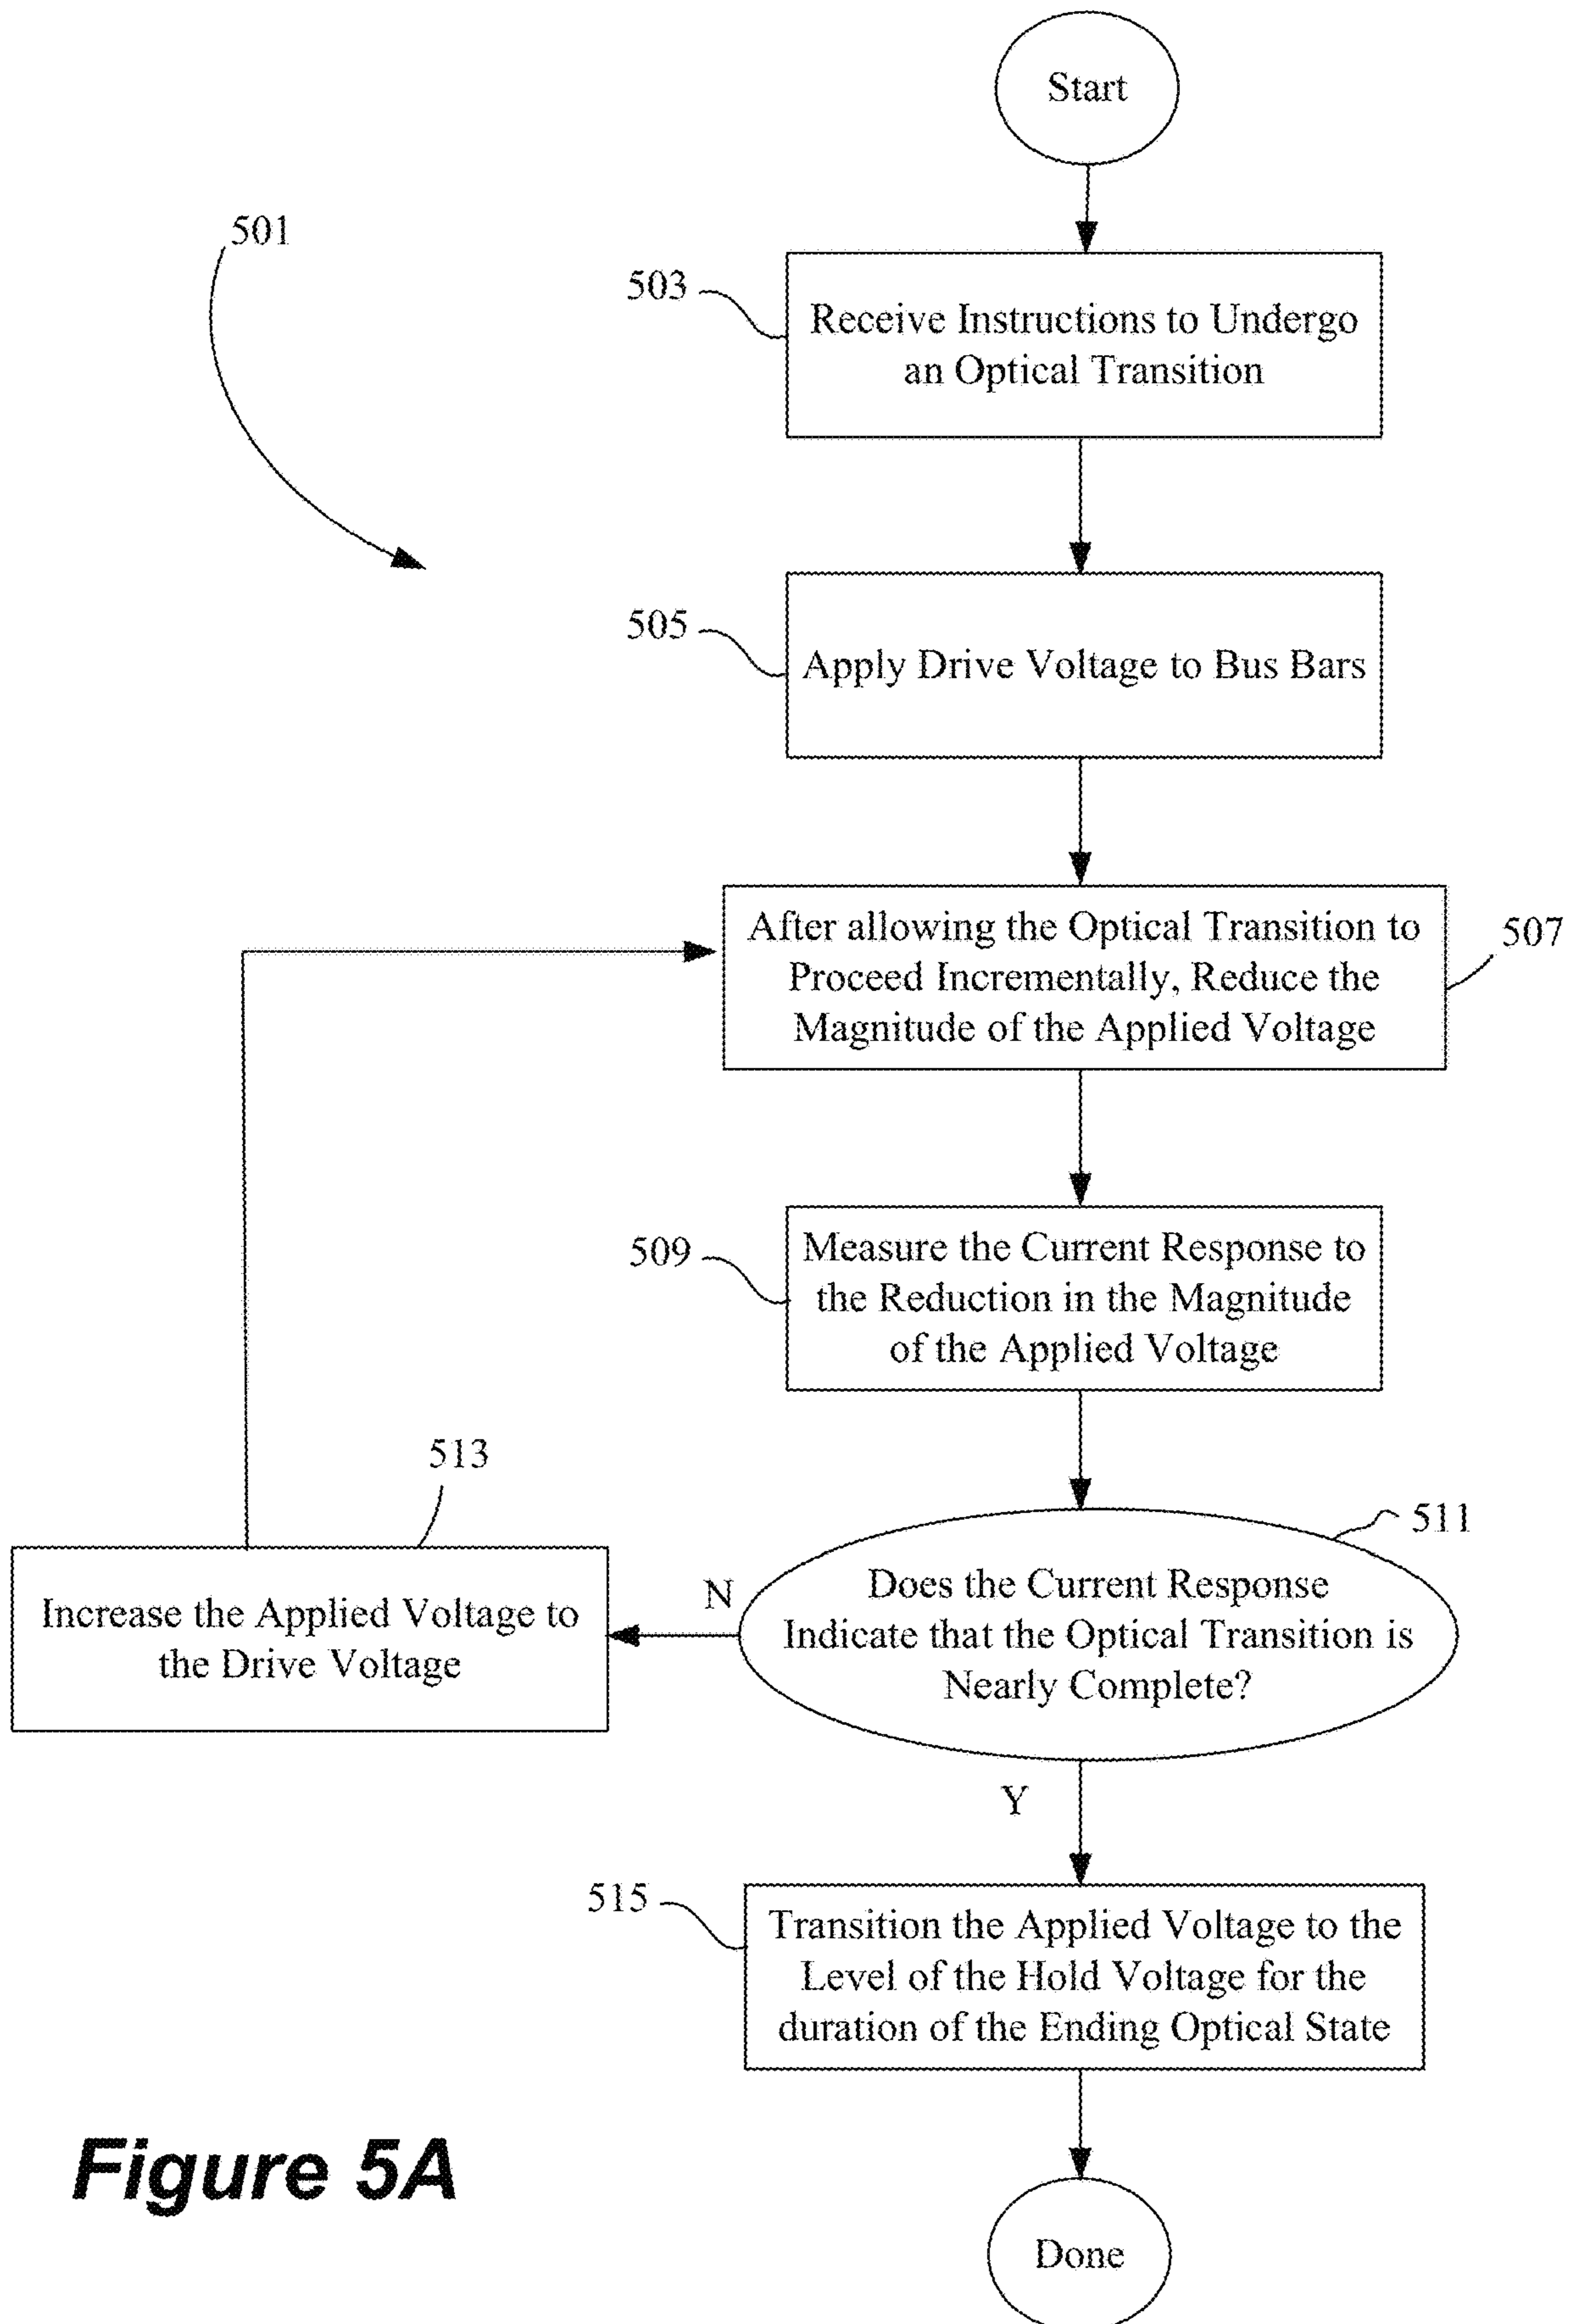 Start
501
503
Receive Instructions to Undergo
an Optical Transition
505
Apply Drive Voltage to Bus Bars
After allowing the Optical Transition to
Proceed Incrementally, Reduce the
Magnitude of the Applied Voltage
507
509
Measure the Current Response to
the Reduction in the Magnitude
of the Applied Voltage
513
511
Increase the Applied Voltage to
the Drive Voltage
N
Does the Current Response
Indicate that the Optical Transition is
Nearly Complete?
Y
515
Transition the Applied Voltage to the
Level of the Hold Voltage for the
duration of the Ending Optical State
Figure 5A
Done